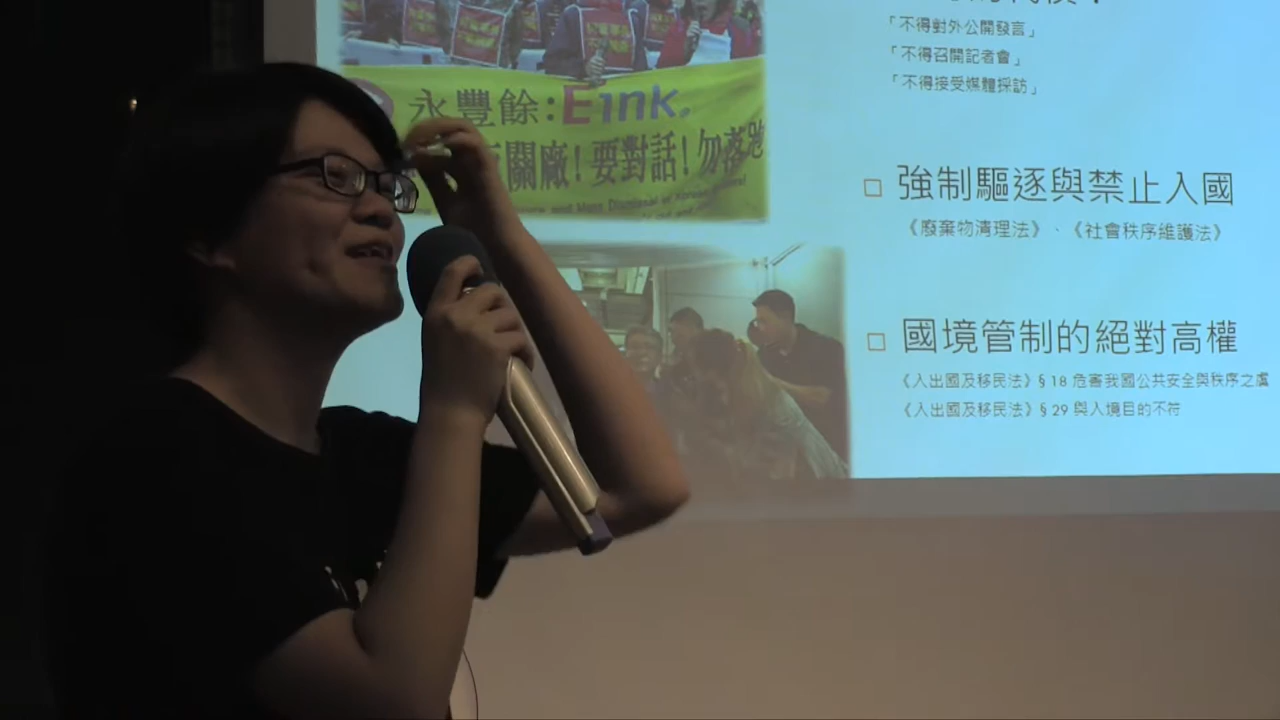 永豐餘:Eink
關廠!要對話!勿落跑
「不得對外公開發言」
「不得召開記者會」
「不得接受媒體採訪」
強制驅逐與禁止入國
《廢棄物清理法》、《社會秩序維護法》
國境管制的絕對高權
《入出國及移民法》§18 危害我國公共安全與秩序之虞
《入出國及移民法》§29 與入境目的不符